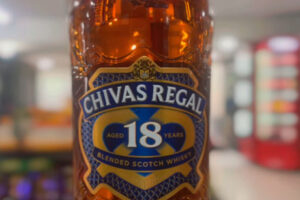 CHIVAS REGAL
AGED 18 YEARS
BLENDED SCOTCH WHISKY